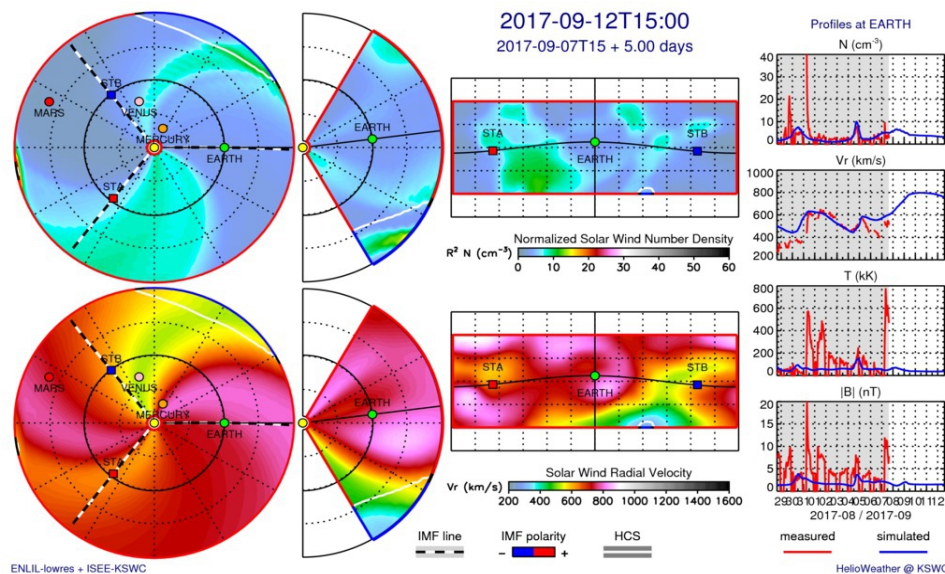 2017-09-12T15:00
2017-09-07T15 + 5.00 days
STB
MARS
VENUS
MERCURY
EARTH
STA
EARTH
STA
EARTH
STB
Normalized Solar Wind Number Density
R² N (cm⁻³)
0 10 20 30 40 50 60
STB
MARS
VENUS
MERCURY
EARTH
EARTH
STA
EARTH
STB
Solar Wind Radial Velocity
Vr (km/s)
200 400 600 800 1000 1200 1400 1600
IMF line
IMF polarity
- +
HCS
Profiles at EARTH
N (cm⁻³)
40
30
20
10
0
Vr (km/s)
1000
800
600
400
200
T (kK)
800
600
400
200
0
|B| (nT)
20
15
10
5
0
2017-08 / 2017-09
measured simulated
ENLIL-lowres + ISEE-KSWC
HelioWeather @ KSWC